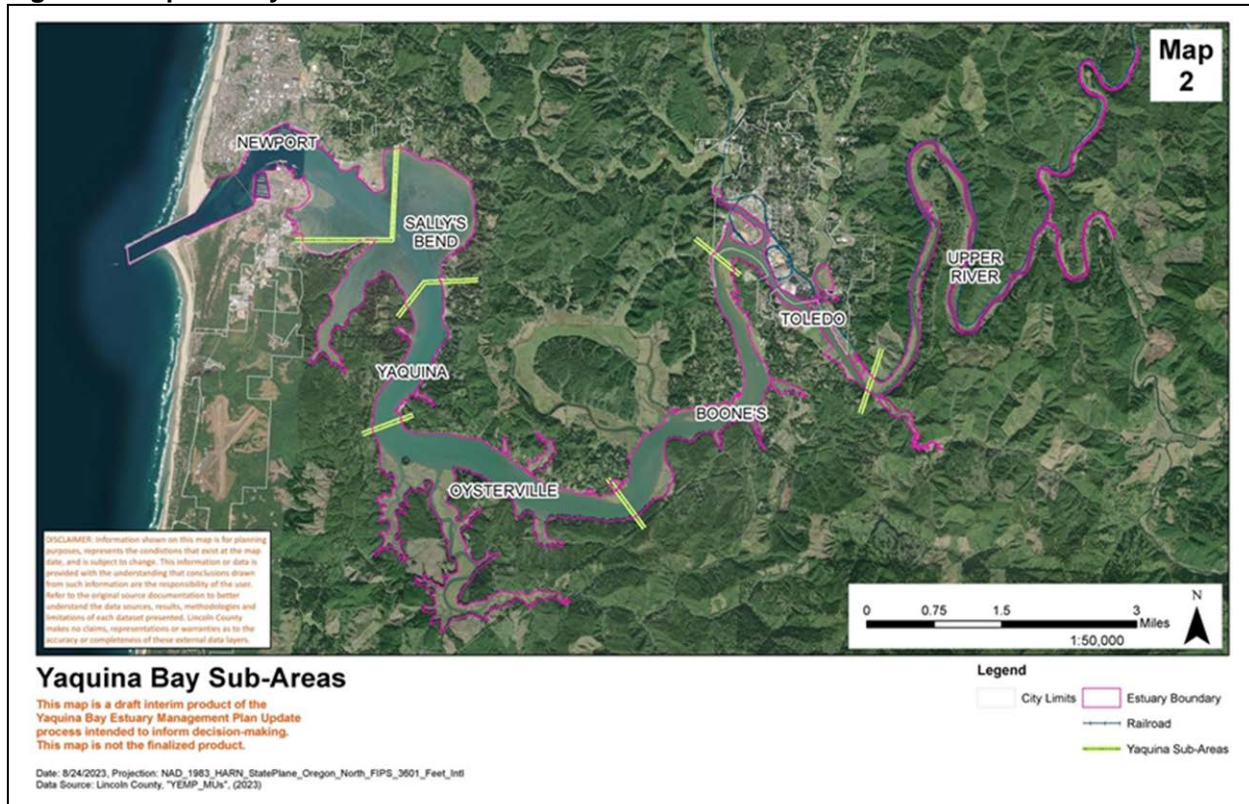 Map
2
NEWPORT
SALLY'S
BEND
UPPER
RIVER
TOLEDO
YAQUINA
BOONE'S
OYSTERVILLE
DISCLAIMER: Information shown on this map is for planning
purposes, represents the conditions that exist at the map
date, and is subject to change. This information or data is
provided with the understanding that conclusions drawn
from such information are the responsibility of the user.
Refer to the original source documentation to better
understand the data sources, results, methodologies and
limitations of each dataset presented. Lincoln County
makes no claims, representations or warranties as to the
accuracy or completeness of these external data layers.
N
0 0.75 1.5 3
Miles
1:50,000
Yaquina Bay Sub-Areas
This map is a draft interim product of the
Yaquina Bay Estuary Management Plan Update
process intended to inform decision-making.
This map is not the finalized product.
Date: 8/24/2023, Projection: NAD_1983_HARN_StatePlane_Oregon_North_FIPS_3601_Feet_Intl
Data Source: Lincoln County, "YEMP_MUs", (2023)
Legend
City Limits
Estuary Boundary
Railroad
Yaquina Sub-Areas